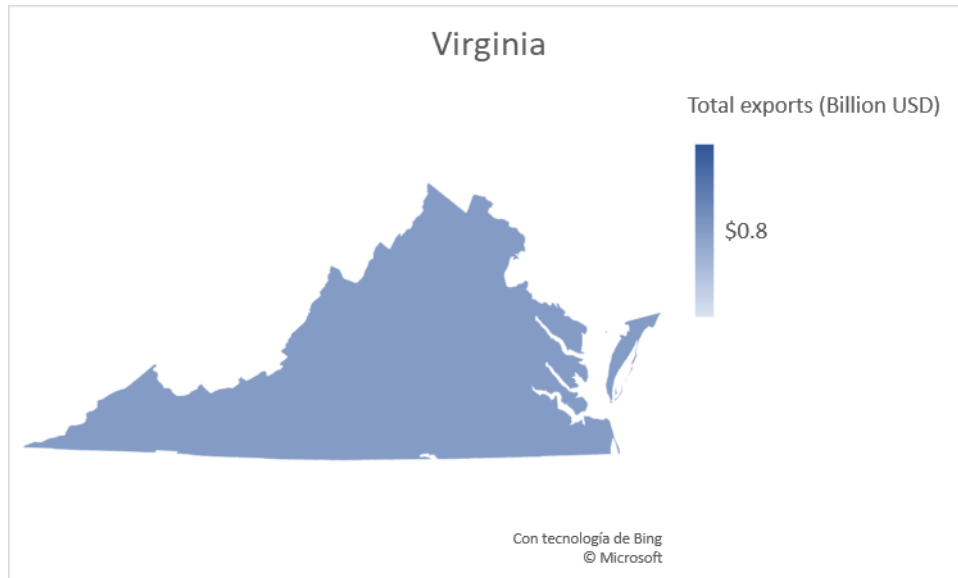 Virginia
Total exports (Billion USD)
$0.8
Con tecnología de Bing
© Microsoft